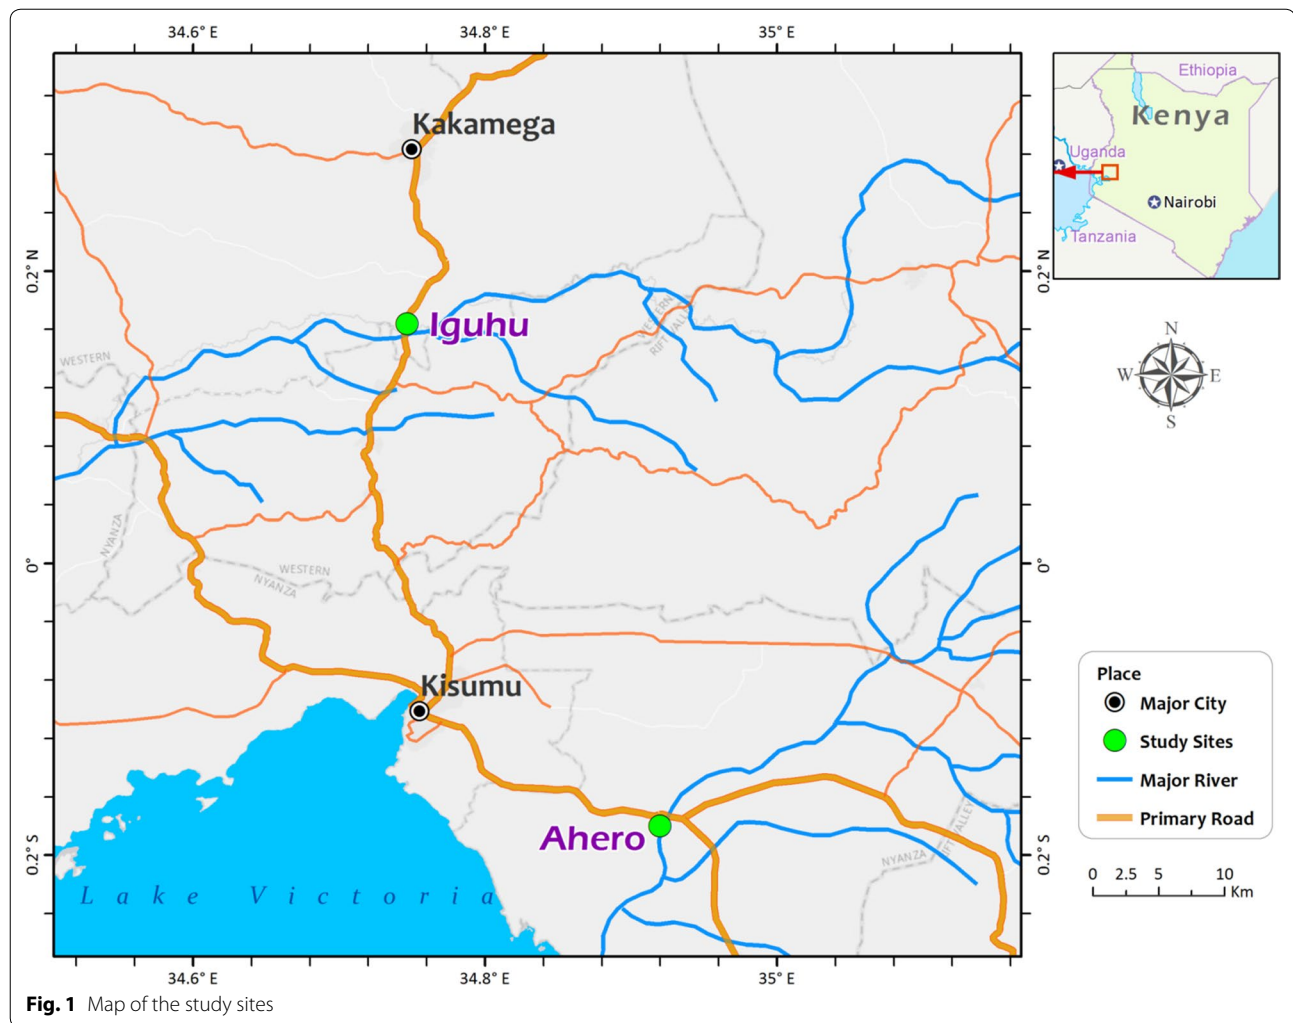 34.6° E
34.8° E
35° E
Kakamega
0.2° N
0.2° N
Iguhu
WESTERN
WESTERN
RIFT VALLEY
NYANZA
WESTERN
NYANZA
0°
0°
Kisumu
Ahero
NYANZA
RIFT VALLEY
0.2° S
0.2° S
Lake Victoria
34.6° E
34.8° E
35° E
Ethiopia
Kenya
Uganda
Nairobi
Tanzania
N
W
E
S
Place
Major City
Study Sites
Major River
Primary Road
0 2.5 5 10
Km
Fig. 1 Map of the study sites